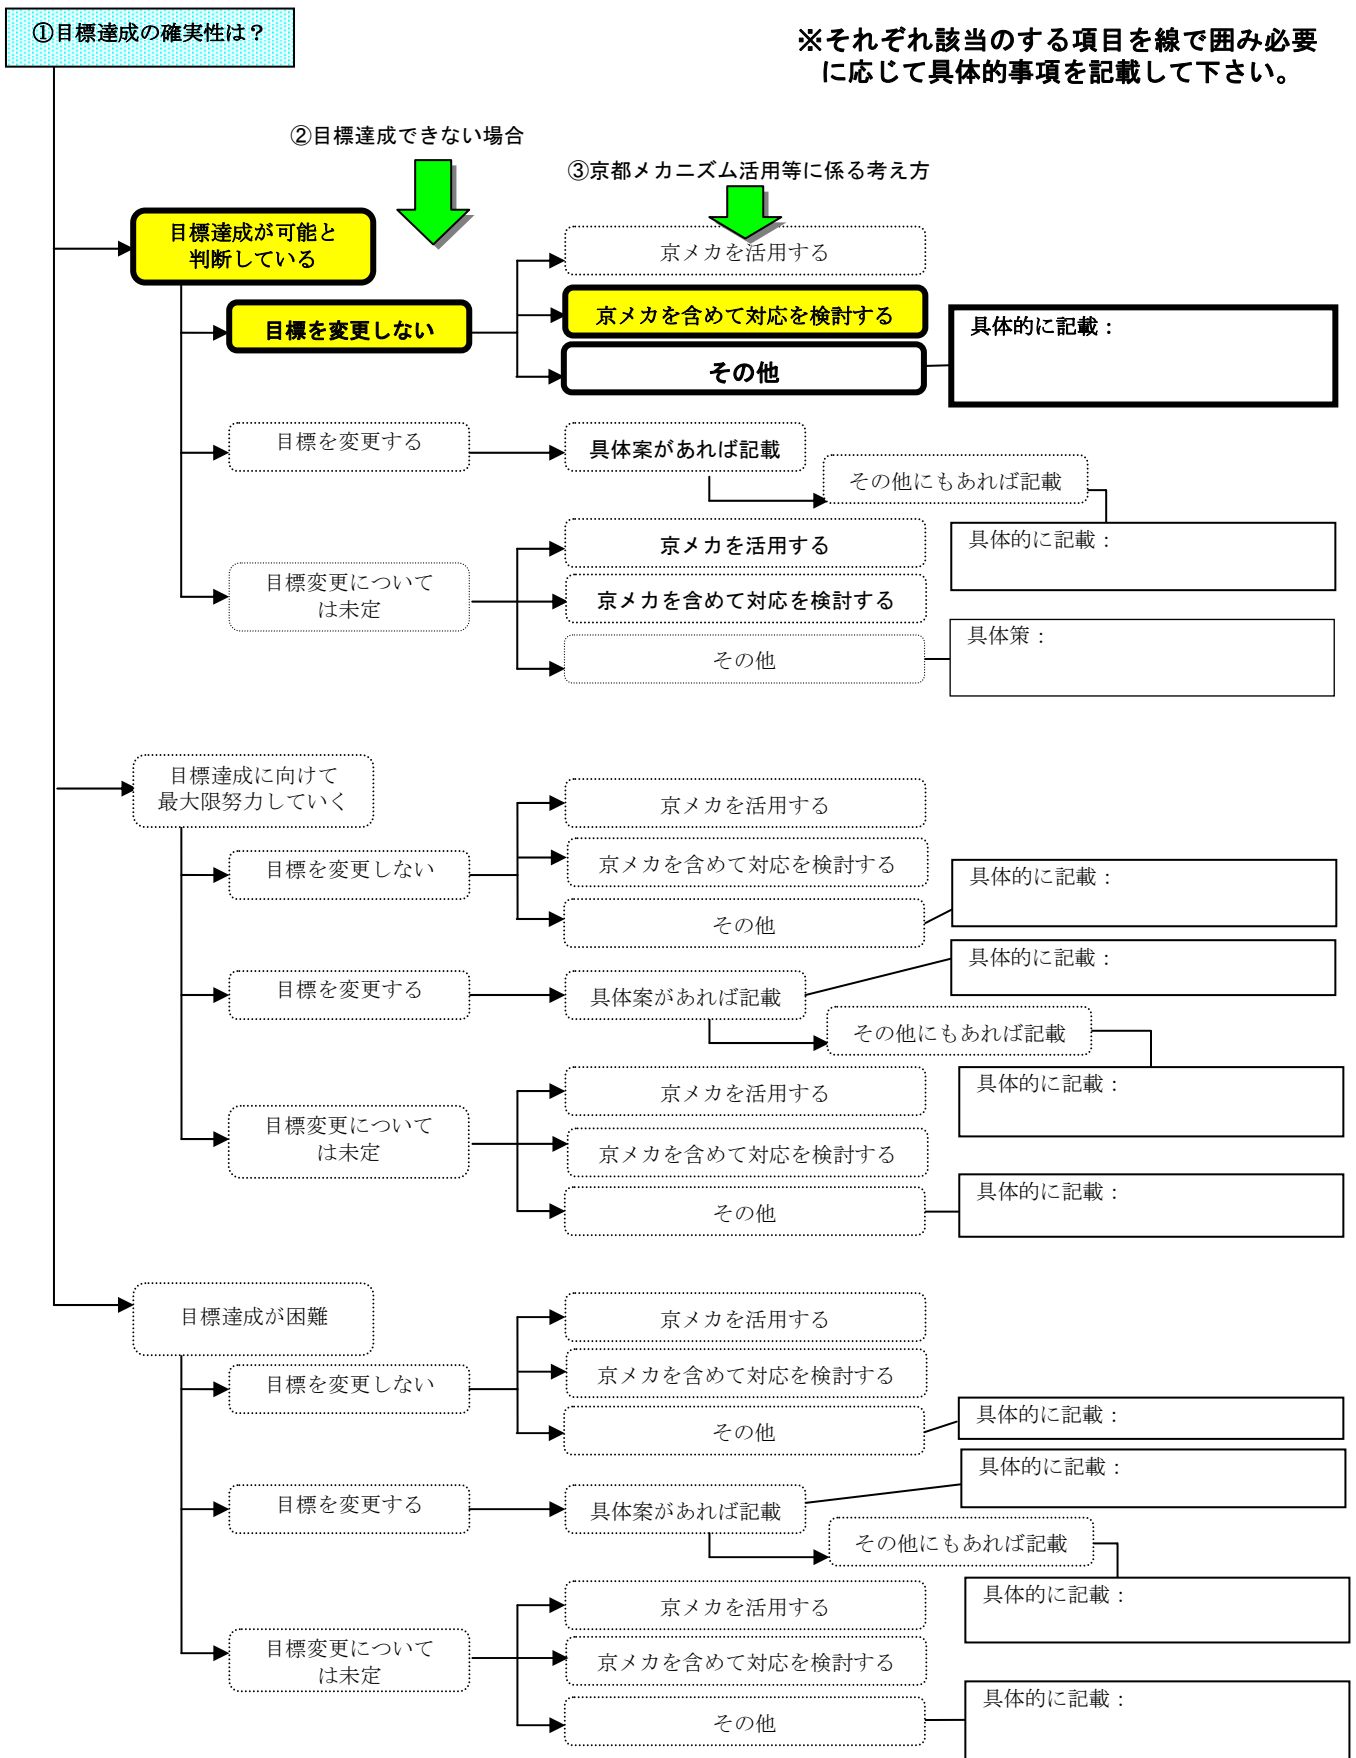 ①目標達成の確実性は？
※それぞれ該当のする項目を線で囲み必要
に応じて具体的事項を記載して下さい。
②目標達成できない場合
③京都メカニズム活用等に係る考え方
目標達成が可能と
判断している
京メカを活用する
目標を変更しない
京メカを含めて対応を検討する
具体的に記載：
その他
目標を変更する
具体案があれば記載
その他にもあれば記載
具体的に記載：
京メカを活用する
目標変更について
は未定
京メカを含めて対応を検討する
その他
具体策：
目標達成に向けて
最大限努力していく
京メカを活用する
目標を変更しない
京メカを含めて対応を検討する
具体的に記載：
その他
具体的に記載：
目標を変更する
具体案があれば記載
その他にもあれば記載
具体的に記載：
京メカを活用する
目標変更について
は未定
京メカを含めて対応を検討する
具体的に記載：
その他
目標達成が困難
京メカを活用する
目標を変更しない
京メカを含めて対応を検討する
具体的に記載：
その他
具体的に記載：
目標を変更する
具体案があれば記載
その他にもあれば記載
具体的に記載：
京メカを活用する
目標変更について
は未定
京メカを含めて対応を検討する
具体的に記載：
その他